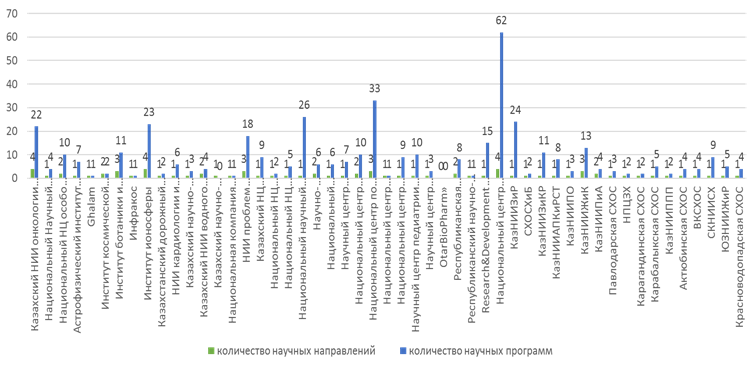 70
60
50
40
30
20
10
0
4 22 1 4 2 10 1 7 1 1 2 2 3 11 1 1 4 23 1 2 1 6 1 3 2 4 1 0 1 1 3 18 1 9 1 2 1 5 1 26 2 6 1 6 1 7 2 10 3 33 1 1 1 9 1 10 1 3 0 0 2 8 1 1 1 15 4 62 1 24 1 2 1 11 1 8 1 3 3 13 2 4 1 3 1 2 1 2 1 5 1 2 1 4 1 4 1 9 1 3 1 4
Казахский НИИ онкологии…
Национальный Научный…
Национальный НЦ особо…
Астрофизический институт…
Ghalam
Институт космической…
Институт ботаники и…
Инфракос
Институт ионосферы
Казахстанский дорожный…
НИИ кардиологии и…
Казахский научно-…
Казахский НИИ водного…
Казахский научно-…
Национальная компания…
НИИ проблем…
Казахский НЦ…
Национальный НЦ…
Национальный НЦ…
Национальный научный…
Научно-…
Национальный…
Научный центр…
Национальный центр…
Национальный центр по…
Национальный центр…
Национальный центр…
Научный центр педиатрии…
Научный центр…
OtarBioPharm»
Республиканская…
Республиканский научно-…
Research&Development…
Национальный центр…
КазНИИЗиР
СХОСХиБ
КазНИИЗиКР
КазНИИАПКиРСТ
КазНИИПО
КазНИИЖиК
КазНИИПиА
Павлодарская СХОС
НПЦЗХ
Карагандинская СХОС
Карабалыкская СХОС
КазНИИППП
Актюбинская СХОС
ВКСХОС
СКНИИСХ
ЮЗНИИЖиР
Красноводопадская СХОС
количество научных направлений
количество научных программ